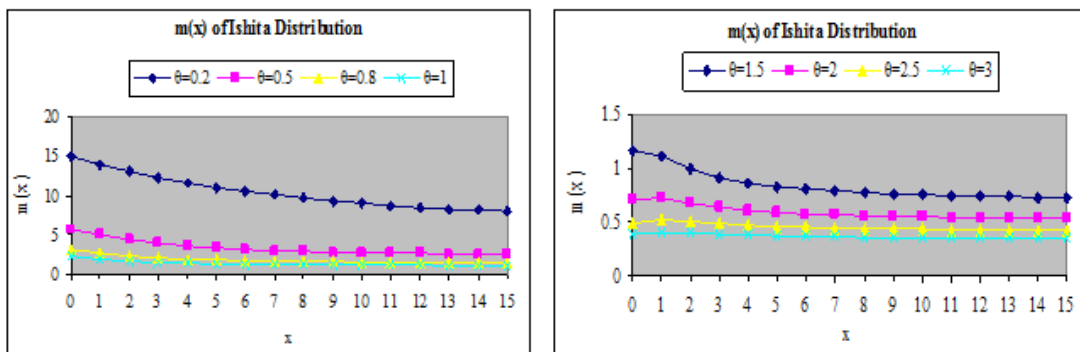 m(x) of Ishita Distribution
θ=0.2 θ=0.5 θ=0.8 θ=1
20
15
10
5
0
m (x)
0 1 2 3 4 5 6 7 8 9 10 11 12 13 14 15
x
m(x) of Ishita Distribution
θ=1.5 θ=2 θ=2.5 θ=3
1.5
1
0.5
0
m (x)
0 1 2 3 4 5 6 7 8 9 10 11 12 13 14 15
x